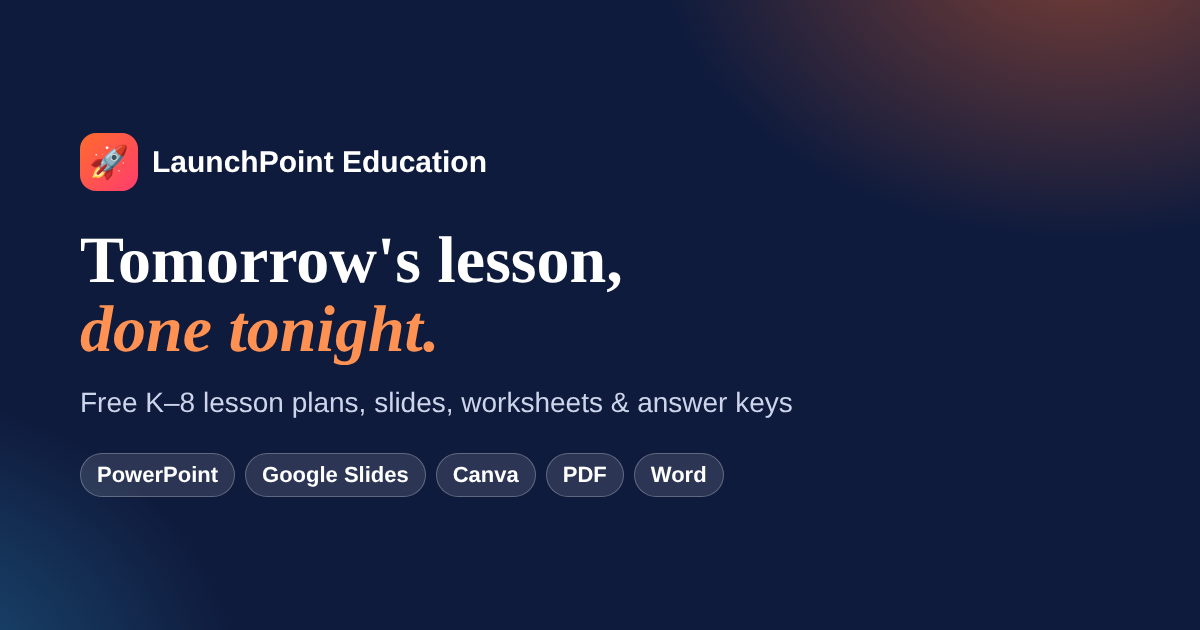 LaunchPoint Education
Tomorrow's lesson,
done tonight.
Free K–8 lesson plans, slides, worksheets & answer keys
PowerPoint Google Slides Canva PDF Word